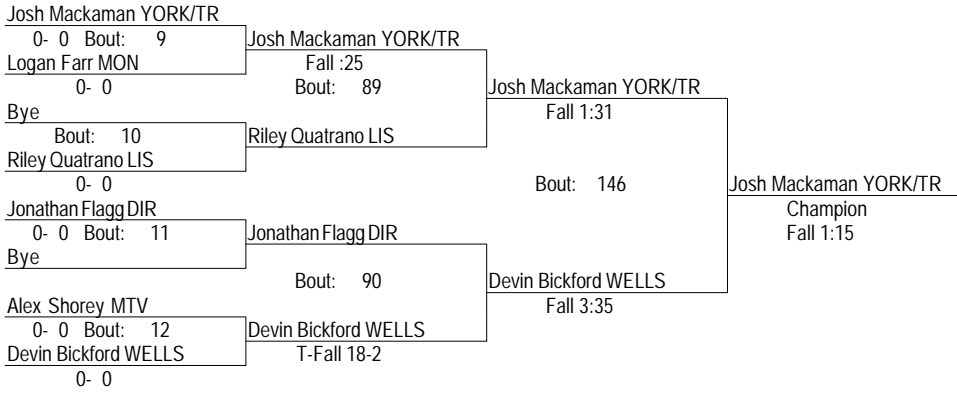 Josh Mackaman YORK/TR
0- 0 Bout: 9
Josh Mackaman YORK/TR
Logan Farr MON
Fall :25
0- 0
Bout: 89
Josh Mackaman YORK/TR
Bye
Fall 1:31
Bout: 10
Riley Quatrano LIS
Riley Quatrano LIS
0- 0
Bout: 146
Josh Mackaman YORK/TR
Jonathan Flagg DIR
Champion
0- 0 Bout: 11
Jonathan Flagg DIR
Fall 1:15
Bye
Bout: 90
Devin Bickford WELLS
Alex Shorey MTV
Fall 3:35
0- 0 Bout: 12
Devin Bickford WELLS
Devin Bickford WELLS
T-Fall 18-2
0- 0